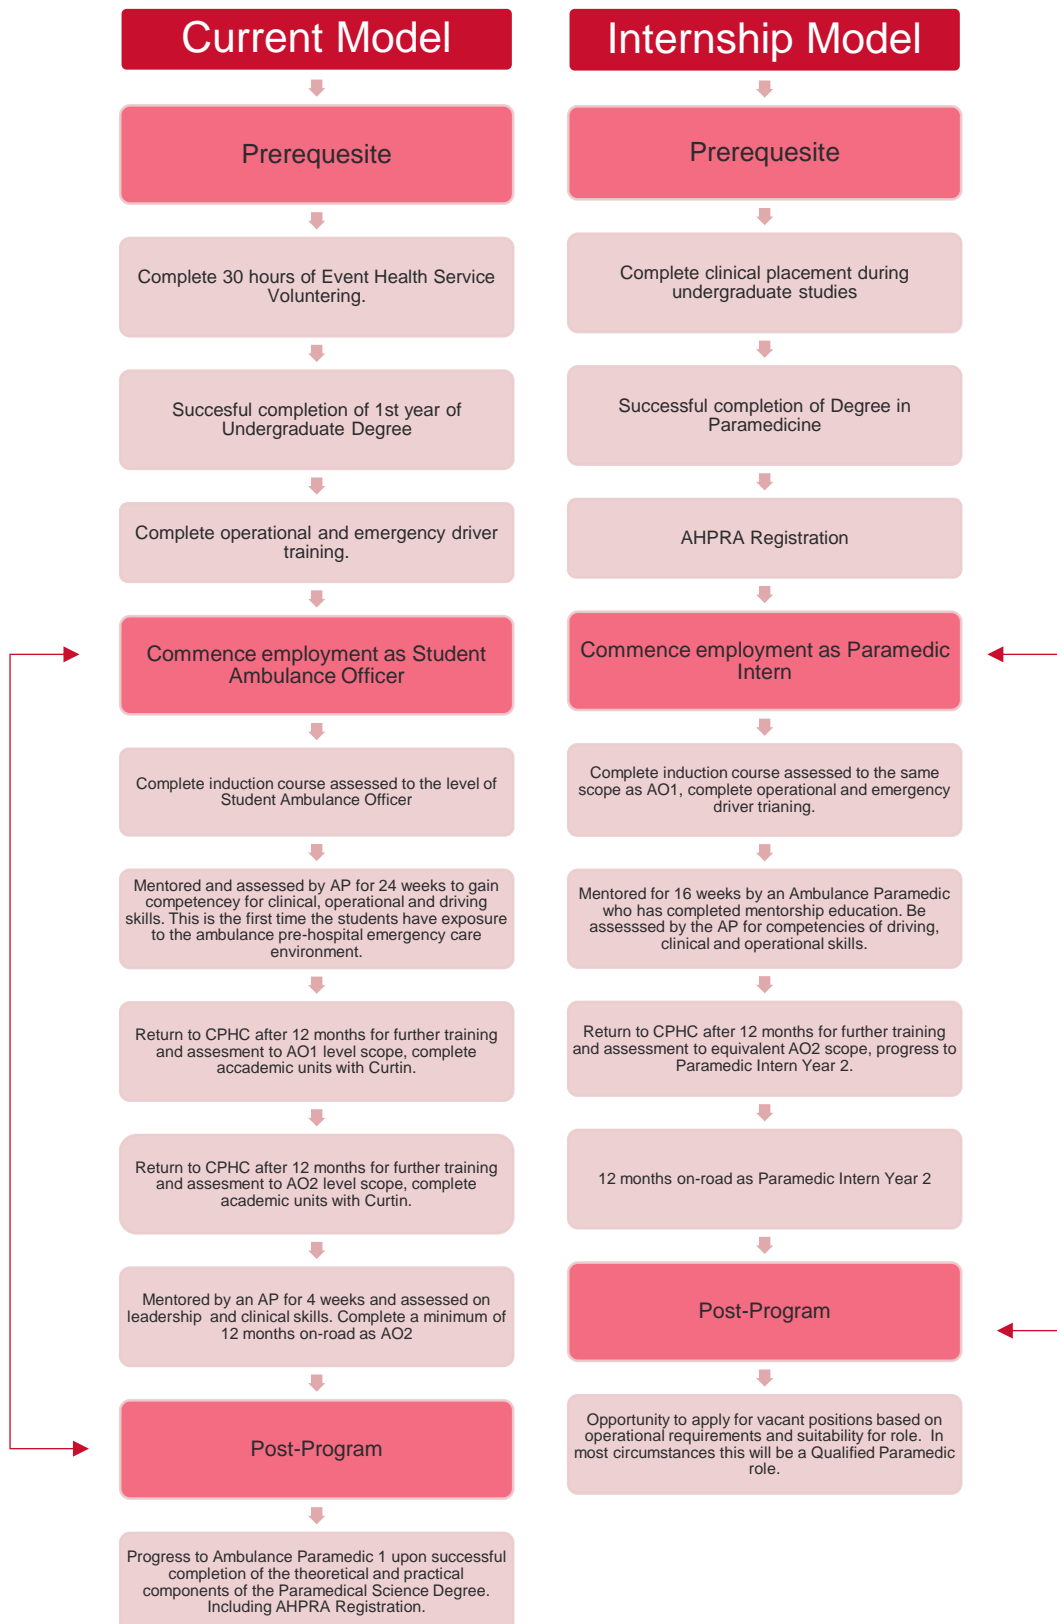 Current Model
Prerequesite
Complete 30 hours of Event Health Service
Voluntering.
Succesful completion of 1st year of
Undergraduate Degree
Complete operational and emergency driver
training.
Commence employment as Student
Ambulance Officer
Complete induction course assessed to the level of
Student Ambulance Officer
Mentored and assessed by AP for 24 weeks to gain
competency for clinical, operational and driving
skills. This is the first time the students have exposure
to the ambulance pre-hospital emergency care
environment.
Return to CPHC after 12 months for further training
and assesment to AO1 level scope, complete
accademic units with Curtin.
Return to CPHC after 12 months for further training
and assesment to AO2 level scope, complete
academic units with Curtin.
Mentored by an AP for 4 weeks and assessed on
leadership and clinical skills. Complete a minimum of
12 months on-road as AO2
Post-Program
Progress to Ambulance Paramedic 1 upon successful
completion of the theoretical and practical
components of the Paramedical Science Degree.
Including AHPRA Registration.
Internship Model
Prerequesite
Complete clinical placement during
undergraduate studies
Successful completion of Degree in
Paramedicine
AHPRA Registration
Commence employment as Paramedic
Intern
Complete induction course assessed to the same
scope as AO1, complete operational and emergency
driver trianing.
Mentored for 16 weeks by an Ambulance Paramedic
who has completed mentorship education. Be
assesssed by the AP for competencies of driving,
clinical and operational skills.
Return to CPHC after 12 months for further training
and assessment to equivalent AO2 scope, progress to
Paramedic Intern Year 2.
12 months on-road as Paramedic Intern Year 2
Post-Program
Opportunity to apply for vacant positions based on
operational requirements and suitability for role. In
most circumstances this will be a Qualified Paramedic
role.